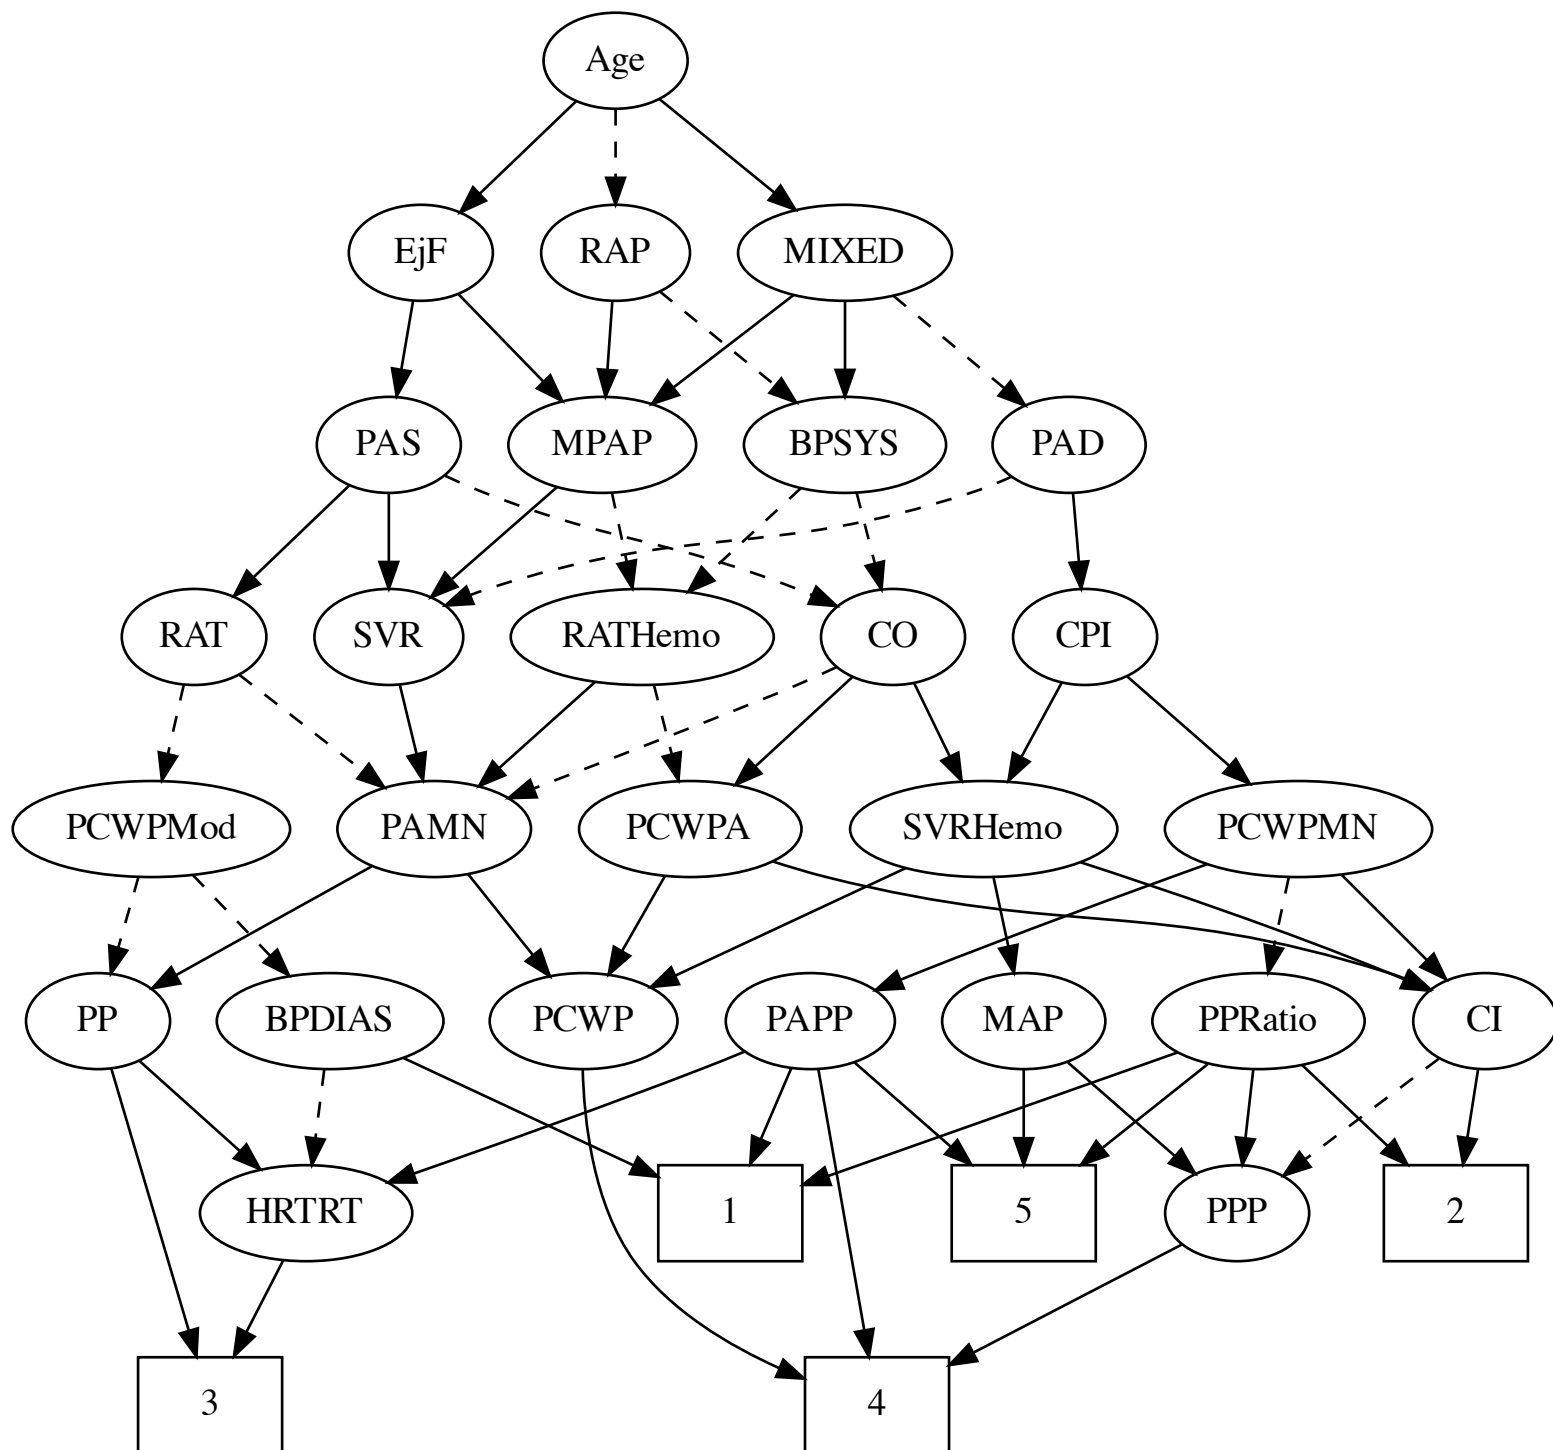 Age
EjF
RAP
MIXED
PAS
MPAP
BPSYS
PAD
RAT
SVR
RATHemo
CO
CPI
PCWPMod
PAMN
PCWPA
SVRHemo
PCWPMN
PP
BPDIAS
PCWP
PAPP
MAP
PPRatio
CI
HRTRT
1
5
PPP
2
3
4